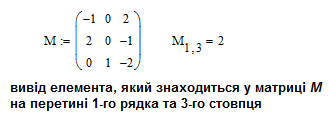 M := ( -1 0 2
2 0 -1
0 1 -2 )
M1,3 = 2
вивід елемента, який знаходиться у матриці M
на перетині 1-го рядка та 3-го стовпця